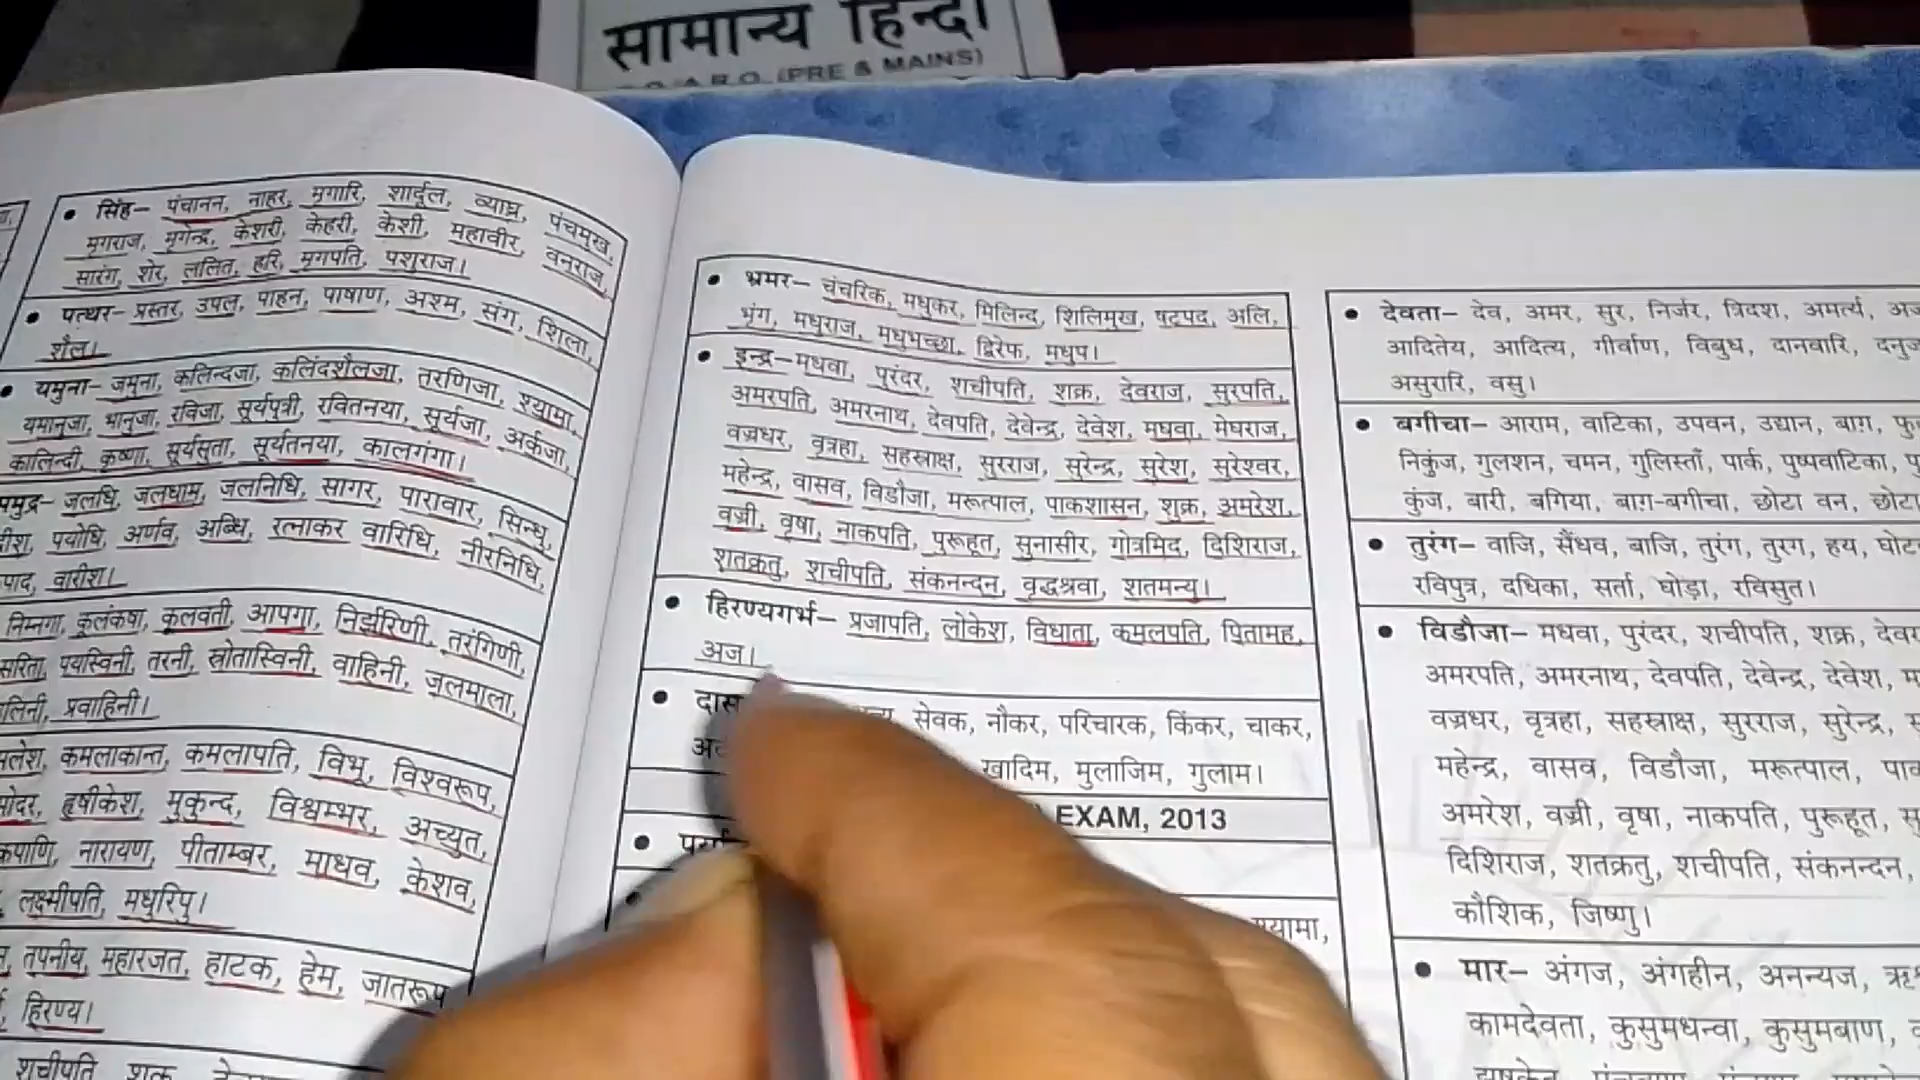 सामान्य हिन्दी
(PRE & MAINS)
• सिंह– पंचानन, नाहर, मृगारि, शार्दूल, व्याघ्र, पंचमुख,
मृगराज, मृगेन्द्र, केशरी, केहरी, केशी, महावीर, वनराज,
सारंग, शेर, ललित, हरि, मृगपति, पशुराज।
• पत्थर– प्रस्तर, उपल, पाहन, पाषाण, अश्म, संग, शिला,
शैल।
• यमुना– जमुना, कलिन्दजा, कलिंदशैलजा, तरणिजा, श्यामा,
यमानुजा, भानुजा, रविजा, सूर्यपुत्री, रवितनया, सूर्यजा, अर्कजा,
कालिन्दी, कृष्णा, सूर्यसुता, सूर्यतनया, कालगंगा।
जलधि, जलधाम, जलनिधि, सागर, पारावार, सिन्धु,
पयोधि, अर्णव, अब्धि, रत्नाकर वारिधि, नीरनिधि,
वारीश।
निम्नगा, कूलंकषा, कूलवती, आपगा, निर्झरिणी, तरंगिणी,
सरिता, पयस्विनी, तरनी, स्रोतास्विनी, वाहिनी, जलमाला,
प्रवाहिनी।
कमलाकान्त, कमलापति, विभु, विश्वरूप,
हृषीकेश, मुकुन्द, विश्वम्भर, अच्युत,
नारायण, पीताम्बर, माधव, केशव,
लक्ष्मीपति, मधुरिपु।
तपनीय, महारजत, हाटक, हेम, जातरूप
हिरण्य।
शचीपति
• भ्रमर– चंचरिक, मधुकर, मिलिन्द, शिलिमुख, षट्पद, अलि,
भृंग, मधुराज, मधुभच्छा, द्विरेफ, मधुप।
• इन्द्र–मधवा, पुरंदर, शचीपति, शक्र, देवराज, सुरपति,
अमरपति, अमरनाथ, देवपति, देवेन्द्र, देवेश, मघवा, मेघराज,
वज्रधर, वृत्रहा, सहस्त्राक्ष, सुरराज, सुरेन्द्र, सुरेश, सुरेश्वर,
महेन्द्र, वासव, विडौजा, मरूत्पाल, पाकशासन, शुक्र, अमरेश,
वज्री, वृषा, नाकपति, पुरूहूत, सुनासीर, गोत्रमिद, दिशिराज,
शतक्रतु, शचीपति, संकनन्दन, वृद्धश्रवा, शतमन्यु।
• हिरण्यगर्भ– प्रजापति, लोकेश, विधाता, कमलपति, पितामह,
अज।
• दास सेवक, नौकर, परिचारक, किंकर, चाकर,
खादिम, मुलाजिम, गुलाम।
EXAM, 2013
• देवता– देव, अमर, सुर, निर्जर, त्रिदश, अमर्त्य,
आदितेय, आदित्य, गीर्वाण, विबुध, दानवारि,
असुरारि, वसु।
• बगीचा– आराम, वाटिका, उपवन, उद्यान, बाग़,
निकुंज, गुलशन, चमन, गुलिस्ताँ, पार्क, पुष्पवाटिका,
कुंज, बारी, बगिया, बाग़-बगीचा, छोटा वन, छोटा
• तुरंग– वाजि, सैंधव, बाजि, तुरंग, तुरग, हय,
रविपुत्र, दधिका, सर्ता, घोड़ा, रविसुत।
• विडौजा– मधवा, पुरंदर, शचीपति, शक्र,
अमरपति, अमरनाथ, देवपति, देवेन्द्र, देवेश,
वज्रधर, वृत्रहा, सहस्त्राक्ष, सुरराज, सुरेन्द्र,
महेन्द्र, वासव, विडौजा, मरूत्पाल,
अमरेश, वज्री, वृषा, नाकपति, पुरूहूत,
दिशिराज, शतक्रतु, शचीपति, संकनन्दन,
कौशिक, जिष्णु।
• मार– अंगज, अंगहीन, अनन्यज,
कामदेवता, कुसुमधन्वा, कुसुमबाण,